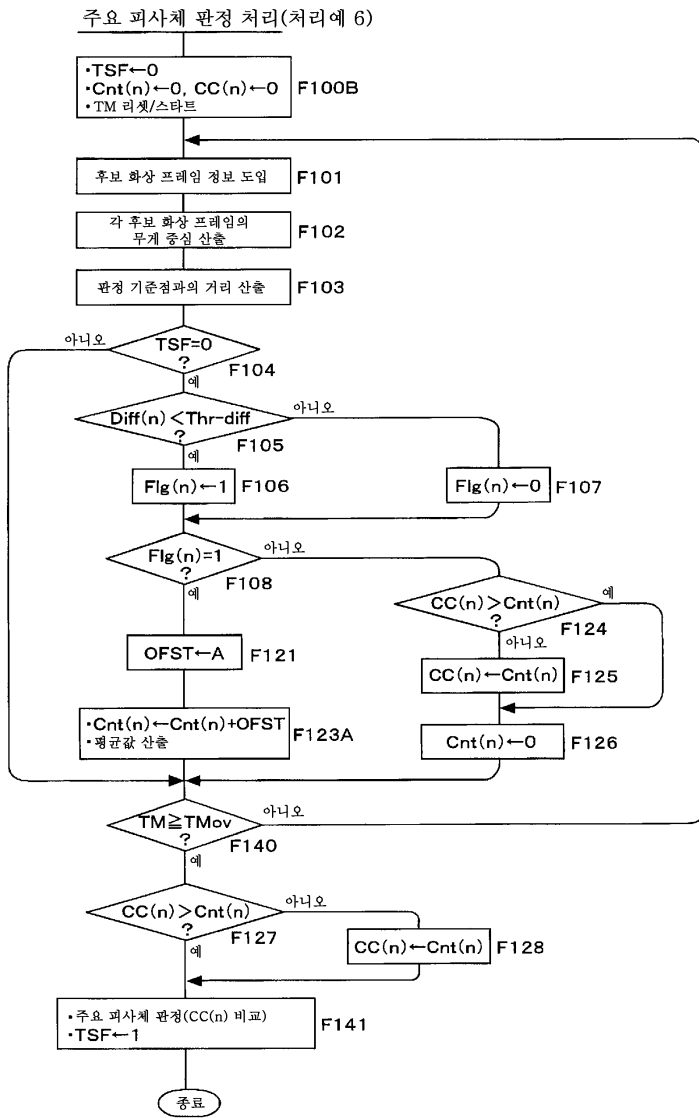 주요 피사체 판정 처리(처리예 6)
·TSF←0
·Cnt(n)←0, CC(n)←0
·TM 리셋/스타트
F100B
후보 화상 프레임 정보 도입
F101
각 후보 화상 프레임의
무게 중심 산출
F102
판정 기준점과의 거리 산출
F103
아니오
TSF=0
?
F104
예
Diff(n)<Thr-diff
?
아니오
F105
예
Flg(n)←1
F106
Flg(n)←0
F107
Flg(n)=1
?
아니오
F108
예
CC(n)>Cnt(n)
?
예
F124
아니오
OFST←A
F121
CC(n)←Cnt(n)
F125
·Cnt(n)←Cnt(n)+OFST
·평균값 산출
F123A
Cnt(n)←0
F126
TM≧TMov
?
아니오
F140
예
CC(n)>Cnt(n)
?
아니오
F127
예
CC(n)←Cnt(n)
F128
·주요 피사체 판정(CC(n) 비교)
·TSF←1
F141
종료